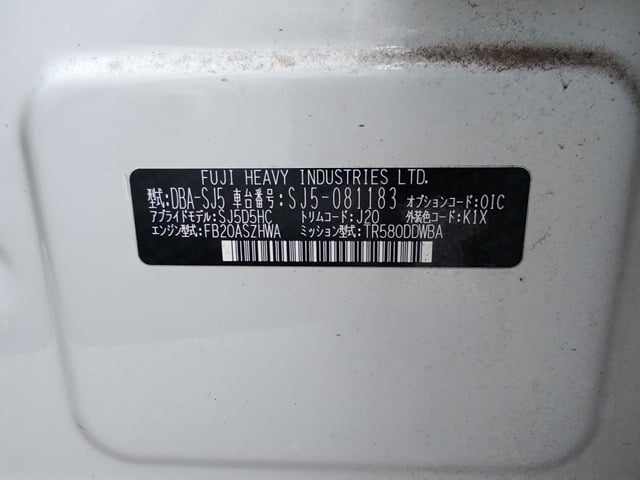 FUJI HEAVY INDUSTRIES LTD.
型式:DBA-SJ5 車台番号:SJ5-081183 オプションコード:OIC
アプライドモデル:SJ5D5HC トリムコード:J20 外装色コード:K1X
エンジン型式:FB20ASZHWA ミッション型式:TR580DDWBA